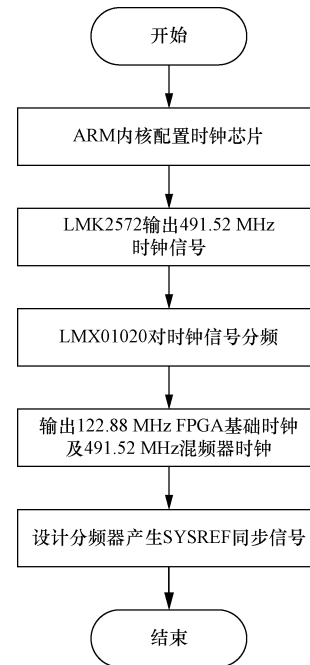 开始
ARM内核配置时钟芯片
LMK2572输出491.52 MHz
时钟信号
LMX01020对时钟信号分频
输出122.88 MHz FPGA基础时钟
及491.52 MHz混频器时钟
设计分频器产生SYSREF同步信号
结束